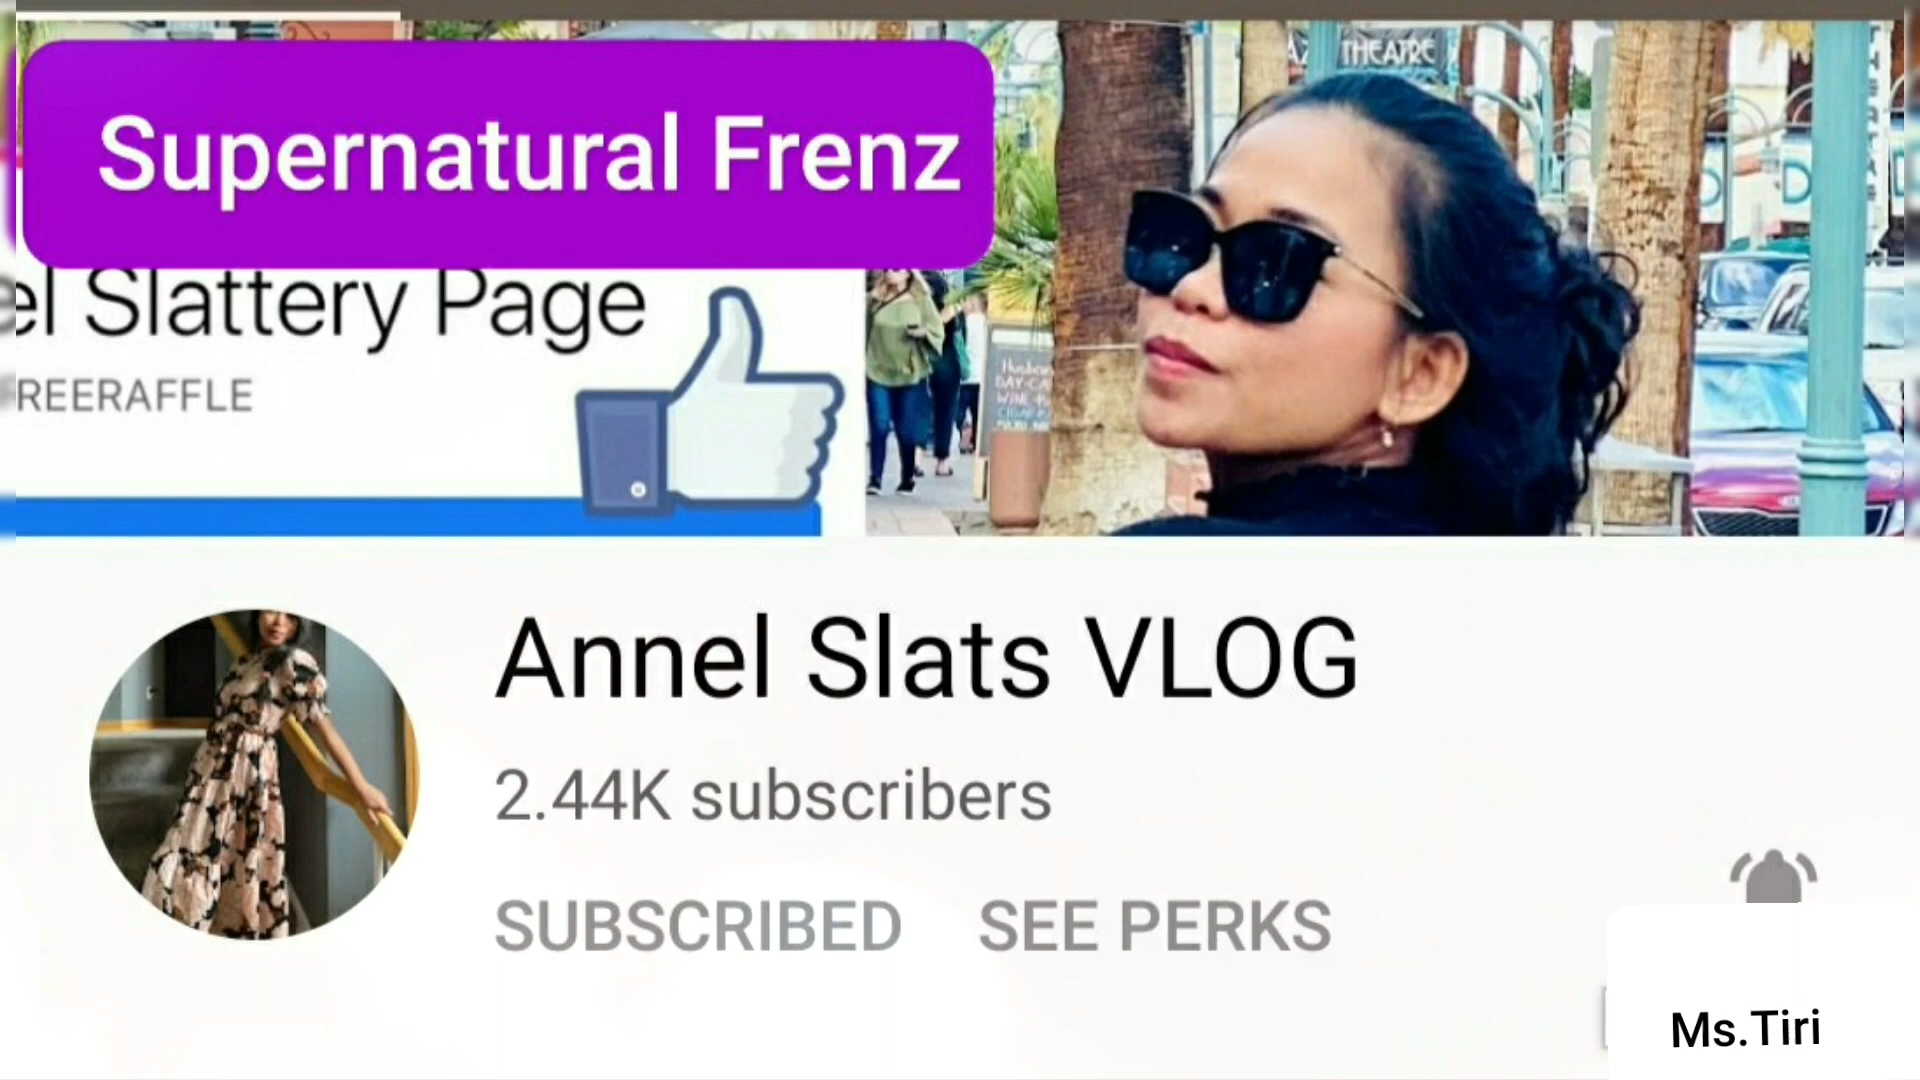 THEATRE
Supernatural Frenz
el Slattery Page
REERAFFLE
Annel Slats VLOG
2.44K subscribers
SUBSCRIBED SEE PERKS
Ms.Tiri